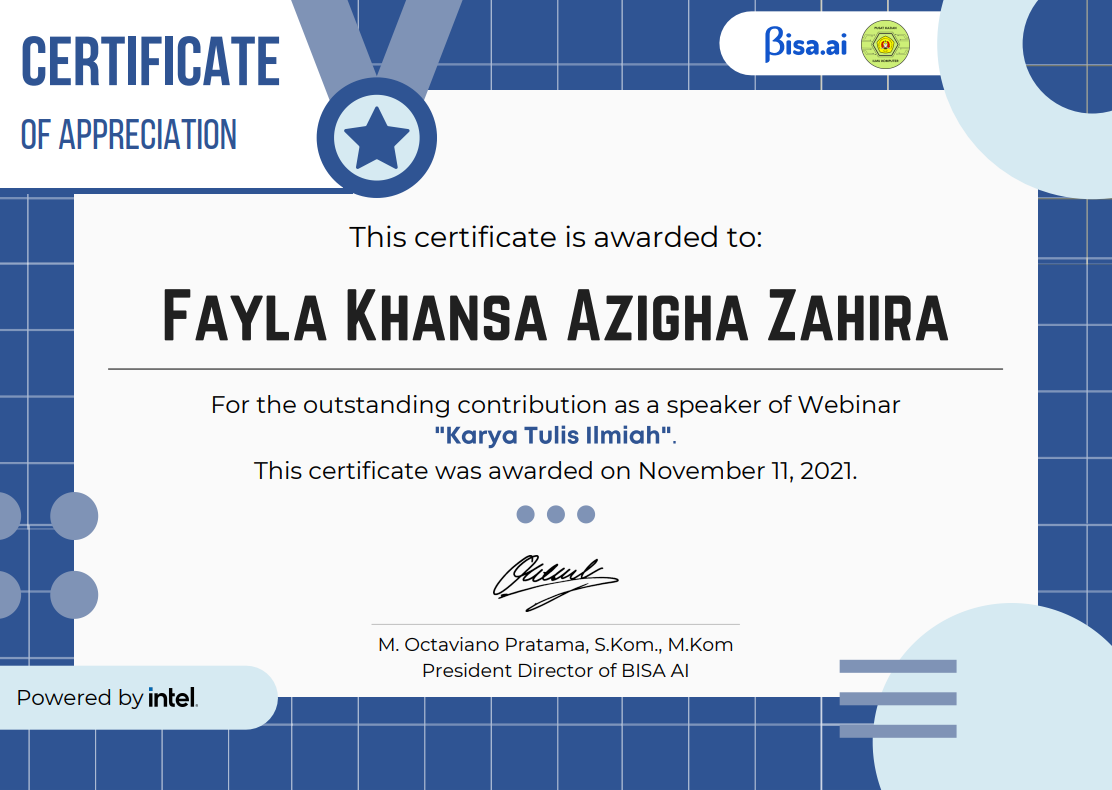 CERTIFICATE
OF APPRECIATION
Bisa.ai
This certificate is awarded to:
Fayla Khansa Azigha Zahira
For the outstanding contribution as a speaker of Webinar
"Karya Tulis Ilmiah".
This certificate was awarded on November 11, 2021.
M. Octaviano Pratama, S.Kom., M.Kom
President Director of BISA AI
Powered by intel.